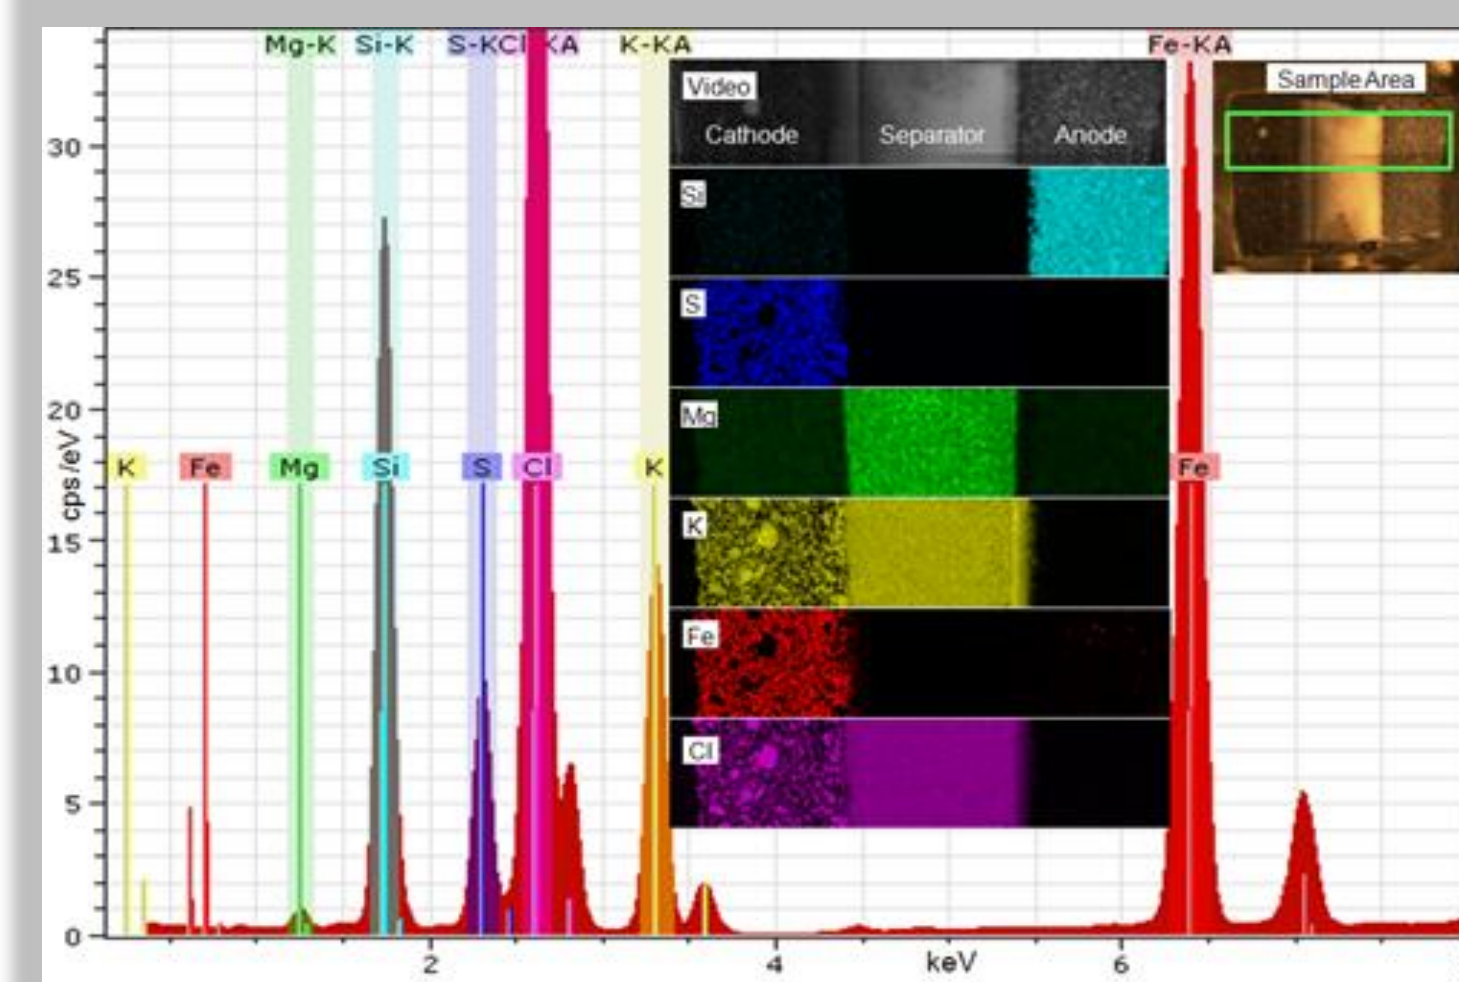 Mg-K Si-K S-K Cl-KA K-KA Fe-KA
Video
Cathode Separator Anode
Sample Area
Si
S
Mg
K
Fe
Cl
K Fe Mg Si S Cl K Fe
cps/eV
30
25
20
15
10
5
0
2 4 keV 6